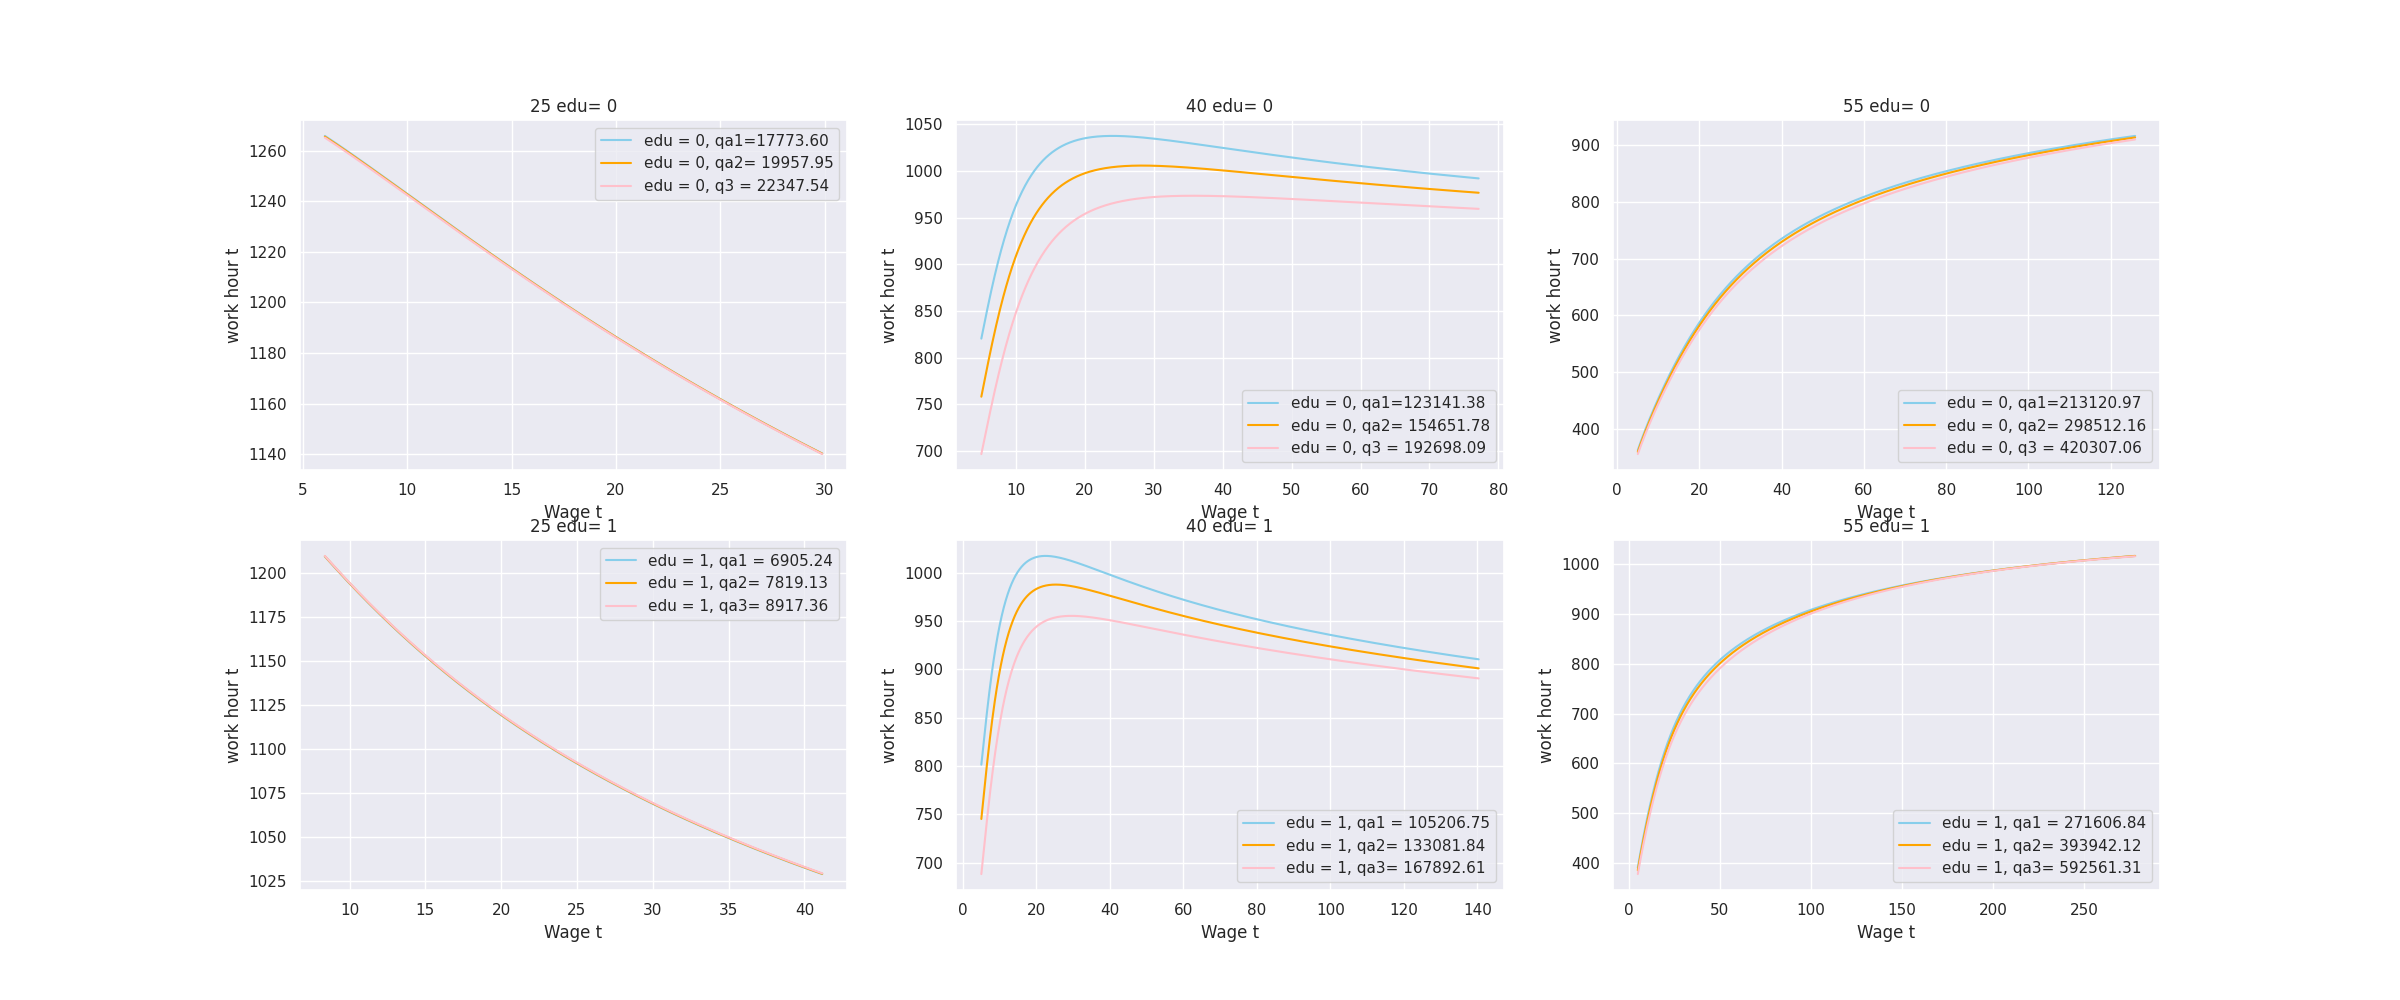 25 edu= 0
work hour t
1260
1240
1220
1200
1180
1160
1140
edu = 0, qa1=17773.60
edu = 0, qa2= 19957.95
edu = 0, q3 = 22347.54
5 10 15 20 25 30
Wage t
40 edu= 0
work hour t
1050
1000
950
900
850
800
750
700
edu = 0, qa1=123141.38
edu = 0, qa2= 154651.78
edu = 0, q3 = 192698.09
10 20 30 40 50 60 70 80
Wage t
55 edu= 0
work hour t
900
800
700
600
500
400
edu = 0, qa1=213120.97
edu = 0, qa2= 298512.16
edu = 0, q3 = 420307.06
0 20 40 60 80 100 120
Wage t
25 edu= 1
work hour t
1200
1175
1150
1125
1100
1075
1050
1025
edu = 1, qa1 = 6905.24
edu = 1, qa2= 7819.13
edu = 1, qa3= 8917.36
10 15 20 25 30 35 40
Wage t
40 edu= 1
work hour t
1000
950
900
850
800
750
700
edu = 1, qa1 = 105206.75
edu = 1, qa2= 133081.84
edu = 1, qa3= 167892.61
0 20 40 60 80 100 120 140
Wage t
55 edu= 1
work hour t
1000
900
800
700
600
500
400
edu = 1, qa1 = 271606.84
edu = 1, qa2= 393942.12
edu = 1, qa3= 592561.31
0 50 100 150 200 250
Wage t